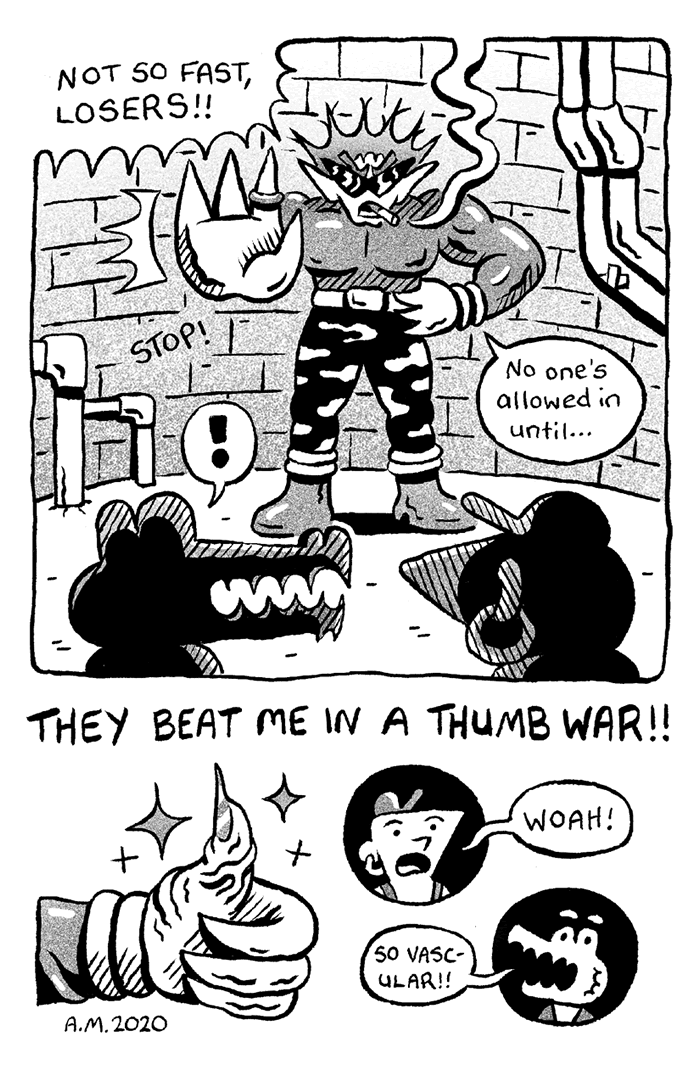 NOT SO FAST,
LOSERS!!
STOP!
!
No one's
allowed in
until...
THEY BEAT ME IN A THUMB WAR!!
WOAH!
SO VASC-
ULAR!!
A.M. 2020